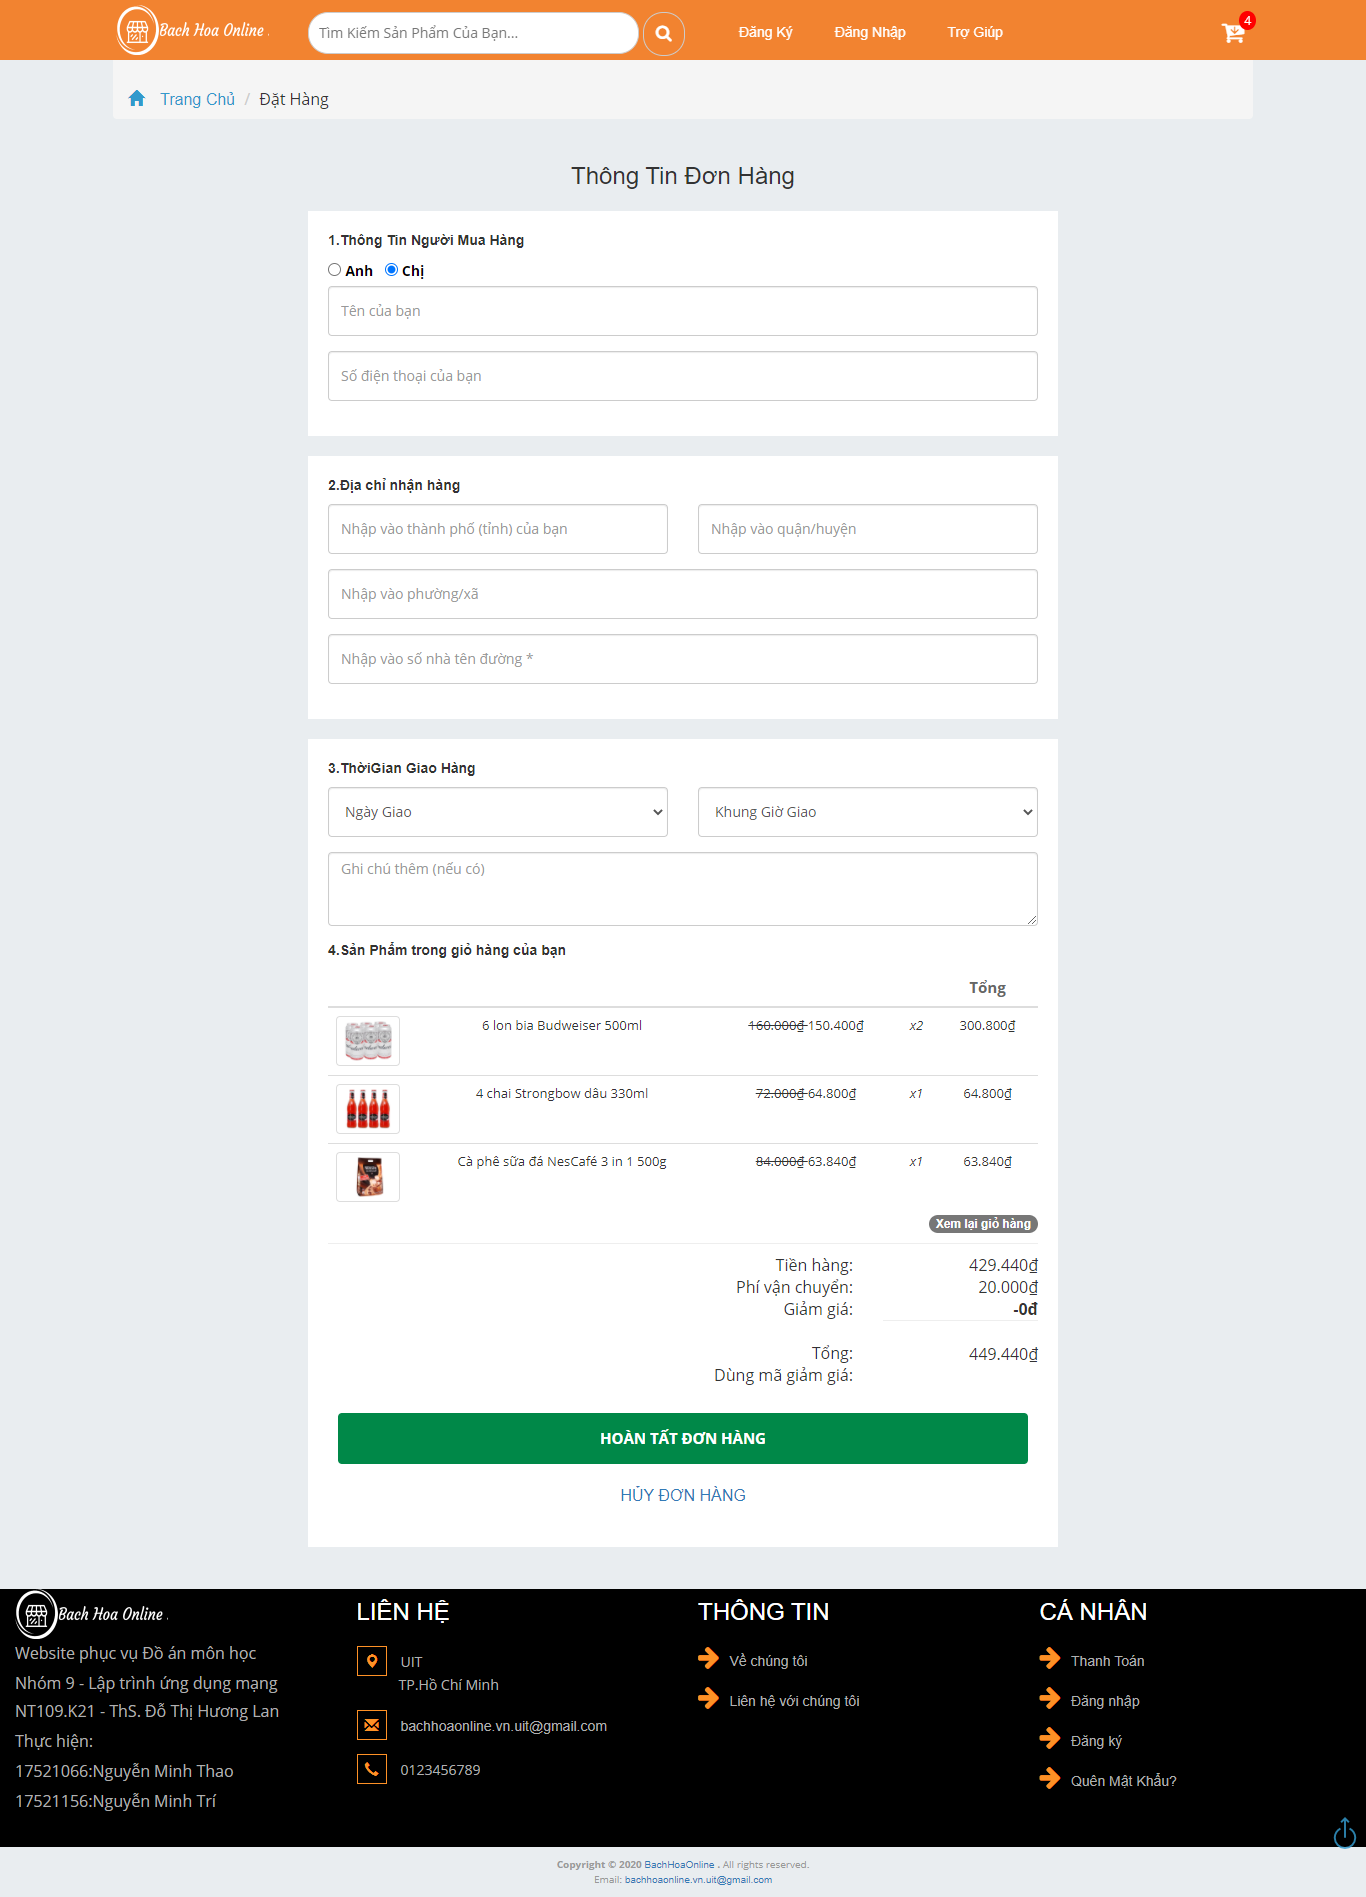 Bach Hoa Online .
Tìm Kiếm Sản Phẩm Của Bạn...
Đăng Ký
Đăng Nhập
Trợ Giúp
4
Trang Chủ / Đặt Hàng
Thông Tin Đơn Hàng
1.Thông Tin Người Mua Hàng
Anh Chị
Tên của bạn
Số điện thoại của bạn
2.Địa chỉ nhận hàng
Nhập vào thành phố (tỉnh) của bạn
Nhập vào quận/huyện
Nhập vào phường/xã
Nhập vào số nhà tên đường *
3.ThờiGian Giao Hàng
Ngày Giao
Khung Giờ Giao
Ghi chú thêm (nếu có)
4.Sản Phẩm trong giỏ hàng của bạn
Tổng
6 lon bia Budweiser 500ml 160.000₫ 150.400₫ x2 300.800₫
4 chai Strongbow dâu 330ml 72.000₫ 64.800₫ x1 64.800₫
Cà phê sữa đá NesCafé 3 in 1 500g 84.000₫ 63.840₫ x1 63.840₫
Xem lại giỏ hàng
Tiền hàng: 429.440₫
Phí vận chuyển: 20.000₫
Giảm giá: -0đ
Tổng: 449.440₫
Dùng mã giảm giá:
HOÀN TẤT ĐƠN HÀNG
HỦY ĐƠN HÀNG
Bach Hoa Online .
Website phục vụ Đồ án môn học
Nhóm 9 - Lập trình ứng dụng mạng
NT109.K21 - ThS. Đỗ Thị Hương Lan
Thực hiện:
17521066:Nguyễn Minh Thao
17521156:Nguyễn Minh Trí
LIÊN HỆ
UIT
TP.Hồ Chí Minh
bachhoaonline.vn.uit@gmail.com
0123456789
THÔNG TIN
Về chúng tôi
Liên hệ với chúng tôi
CÁ NHÂN
Thanh Toán
Đăng nhập
Đăng ký
Quên Mật Khẩu?
Copyright © 2020 BachHoaOnline . All rights reserved.
Email: bachhoaonline.vn.uit@gmail.com